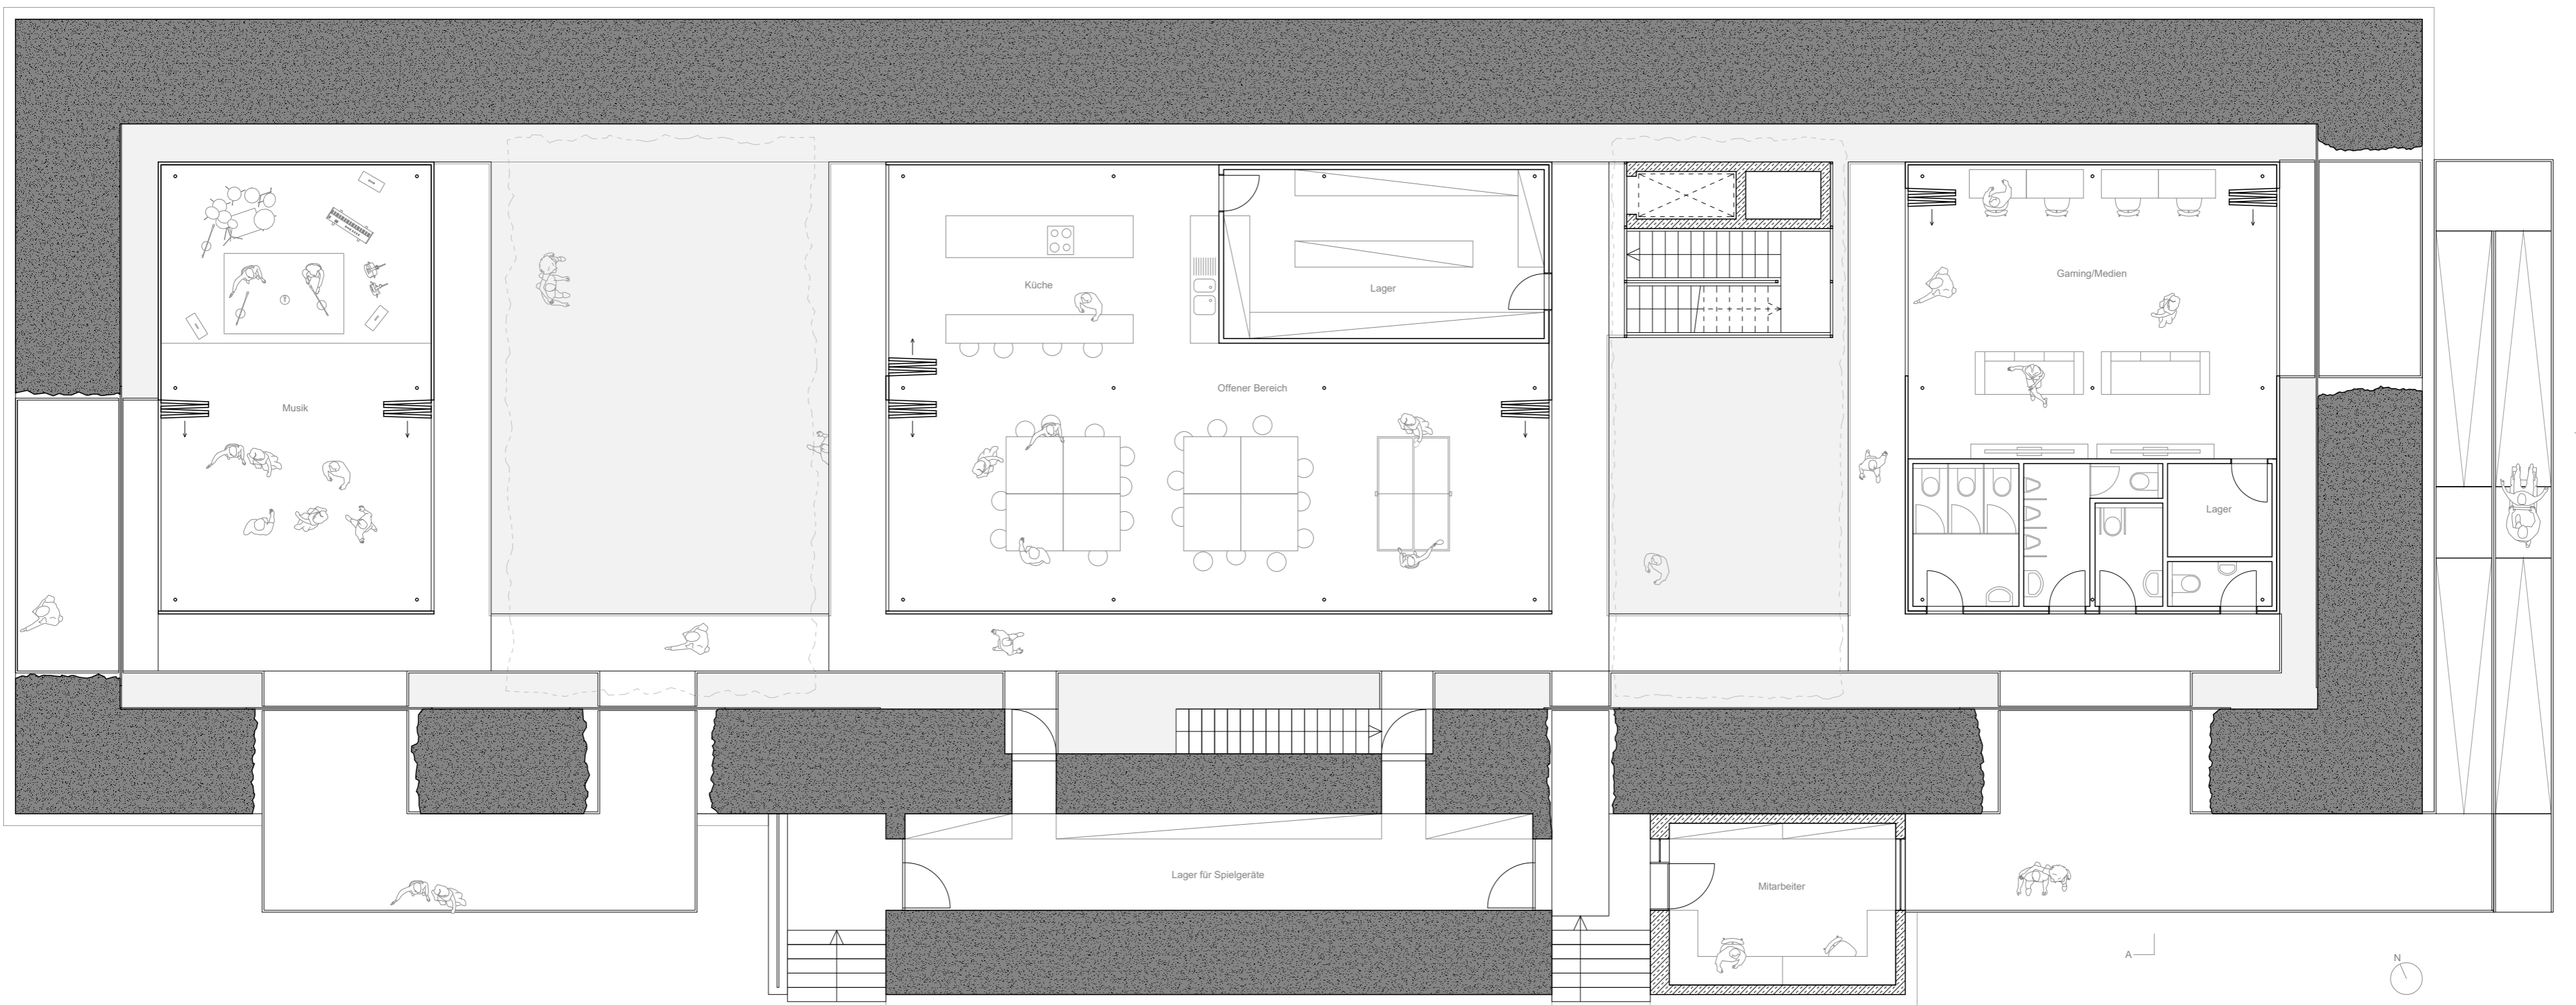 Küche
Lager
Gaming/Medien
Offener Bereich
Musik
Lager
Lager für Spielgeräte
Mitarbeiter
A
N